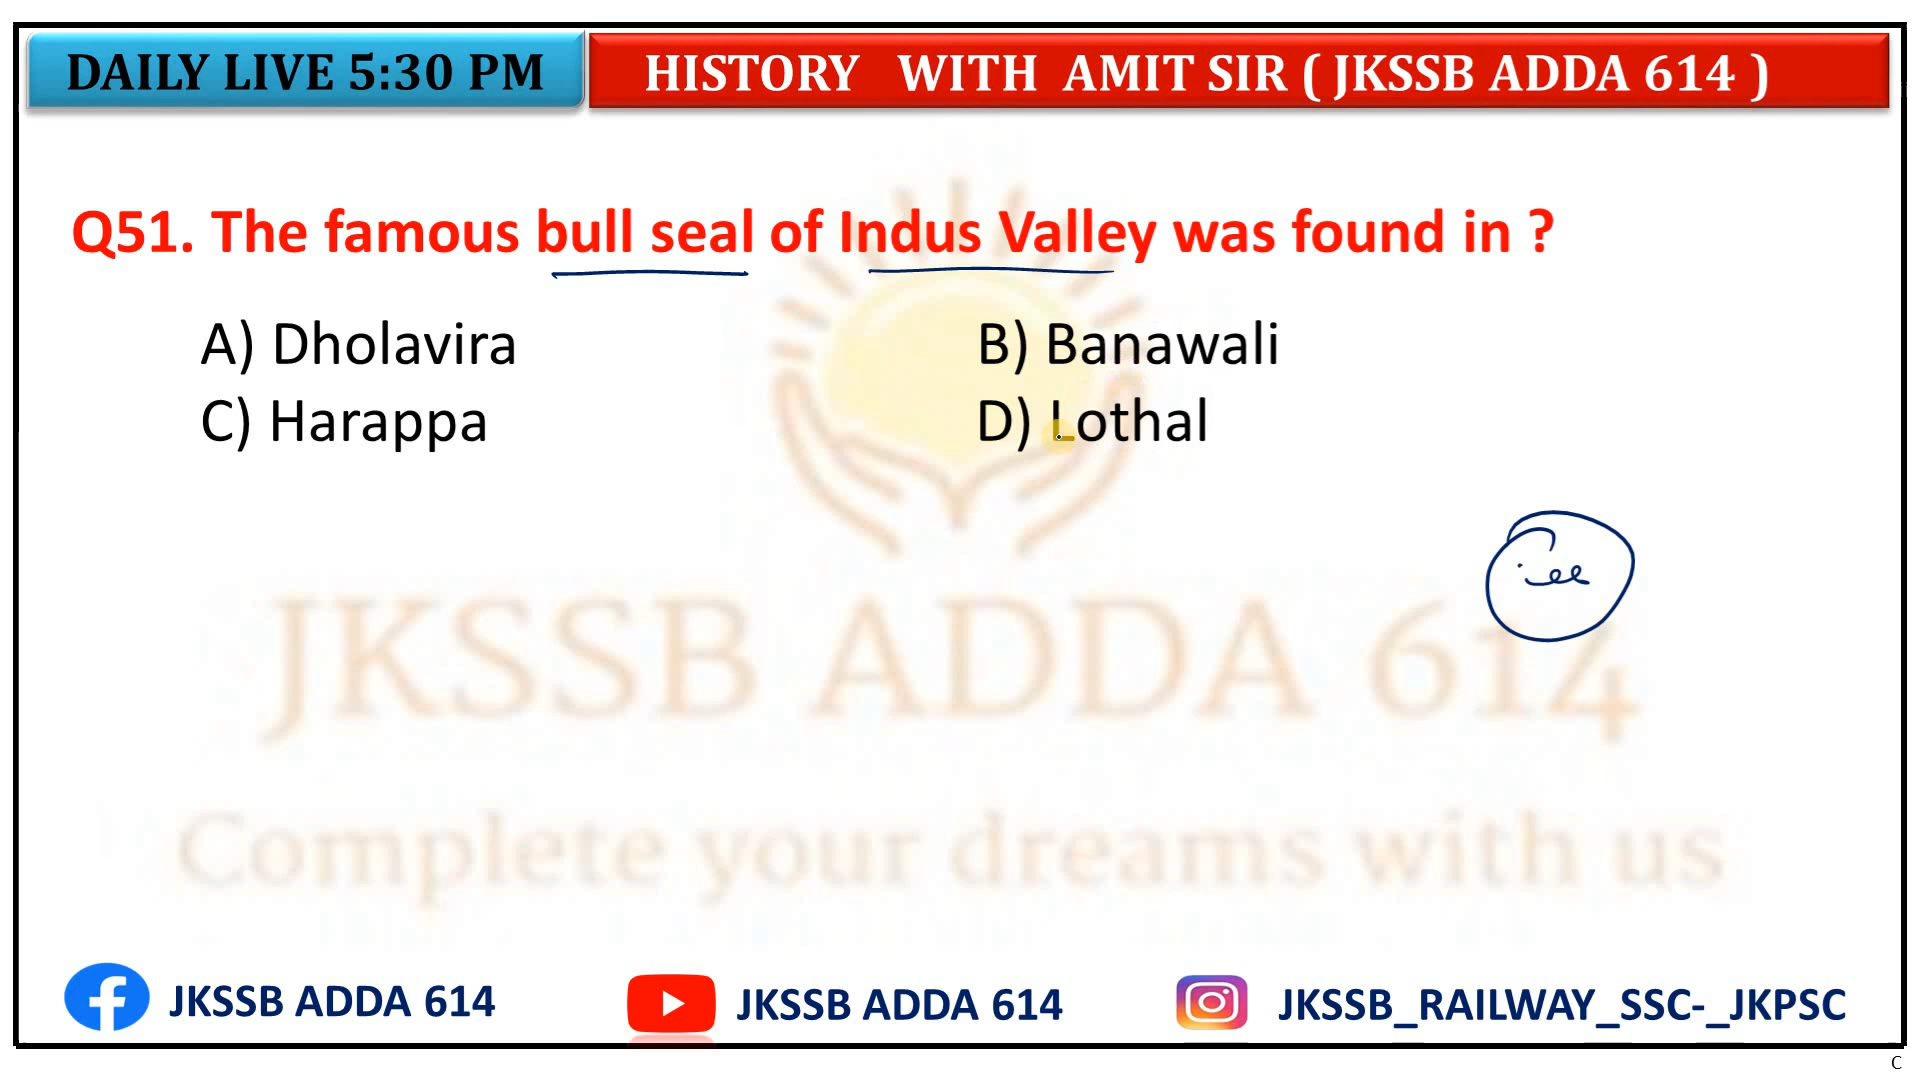 DAILY LIVE 5:30 PM
HISTORY WITH AMIT SIR ( JKSSB ADDA 614 )
Q51. The famous bull seal of Indus Valley was found in ?
A) Dholavira
B) Banawali
C) Harappa
D) Lothal
JKSSB ADDA 614
Complete your dreams with us
JKSSB ADDA 614
JKSSB ADDA 614
JKSSB_RAILWAY_SSC-_JKPSC
C